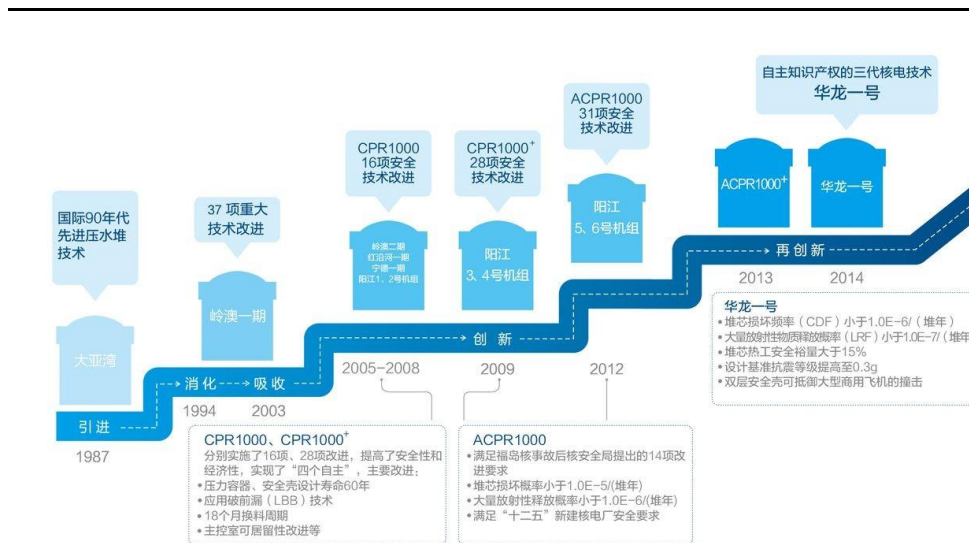 自主知识产权的三代核电技术
华龙一号
ACPR1000
31项安全
技术改进
CPR1000
16项安全
技术改进
CPR1000+
28项安全
技术改进
国际90年代
先进压水堆
技术
37 项重大
技术改进
ACPR1000+
华龙一号
阳江
5、6号机组
岭澳二期
红沿河一期
宁德一期
阳江1、2号机组
阳江
3、4号机组
岭澳一期
大亚湾
引进
消化
吸收
创新
再创新
1987
1994
2003
2005-2008
2009
2012
2013
2014
CPR1000、CPR1000+
分别实施了16项、28项改进，提高了安全性和
经济性，实现了“四个自主”，主要改进：
•压力容器、安全壳设计寿命60年
•应用破前漏（LBB）技术
•18个月换料周期
•主控室可居留性改进等
ACPR1000
•满足福岛核事故后核安全局提出的14项改
进要求
•堆芯损坏概率小于1.0E-5/(堆年)
•大量放射性释放概率小于1.0E-6/(堆年)
•满足“十二五”新建核电厂安全要求
华龙一号
•堆芯损坏频率（CDF）小于1.0E-6/（堆年）
•大量放射性物质释放概率（LRF）小于1.0E-7/（堆年
•堆芯热工安全裕量大于15%
•设计基准抗震等级提高至0.3g
•双层安全壳可抵御大型商用飞机的撞击